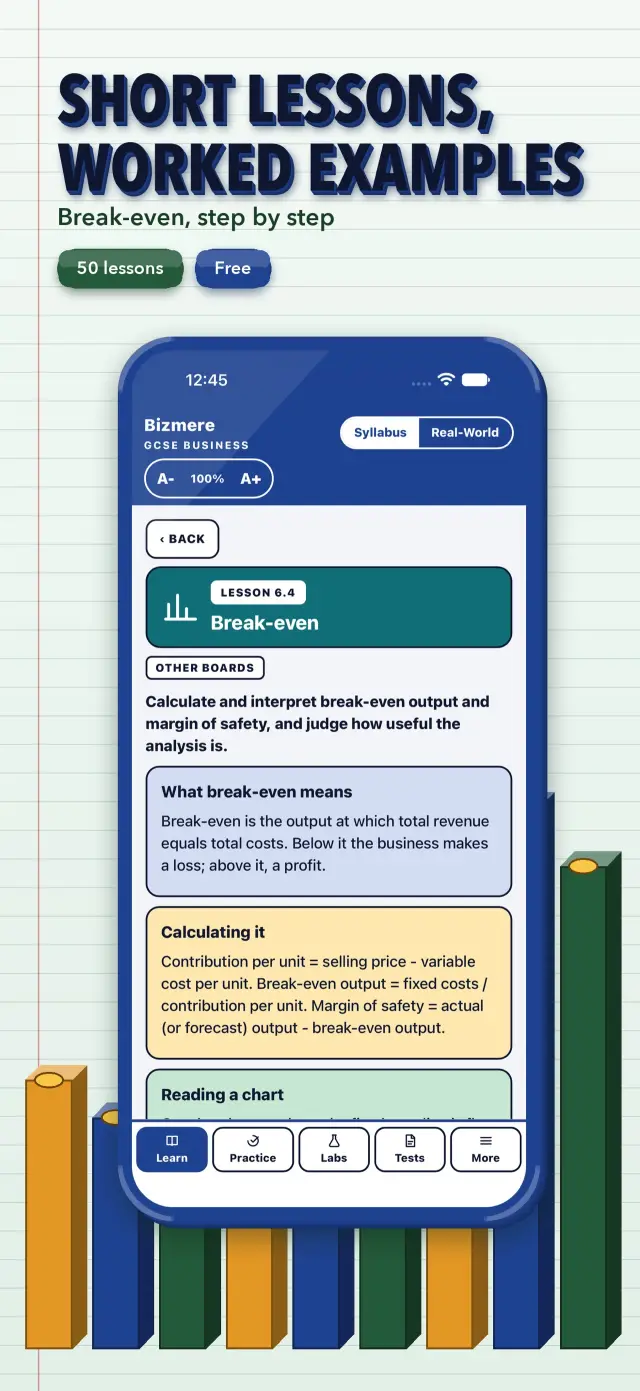 SHORT LESSONS,
WORKED EXAMPLES
Break-even, step by step
50 lessons
Free
12:45
Bizmere
GCSE BUSINESS
Syllabus
Real-World
A-
100%
A+
‹ BACK
LESSON 6.4
Break-even
OTHER BOARDS
Calculate and interpret break-even output and
margin of safety, and judge how useful the
analysis is.
What break-even means
Break-even is the output at which total revenue
equals total costs. Below it the business makes
a loss; above it, a profit.
Calculating it
Contribution per unit = selling price - variable
cost per unit. Break-even output = fixed costs /
contribution per unit. Margin of safety = actual
(or forecast) output - break-even output.
Reading a chart
Learn
Practice
Labs
Tests
More